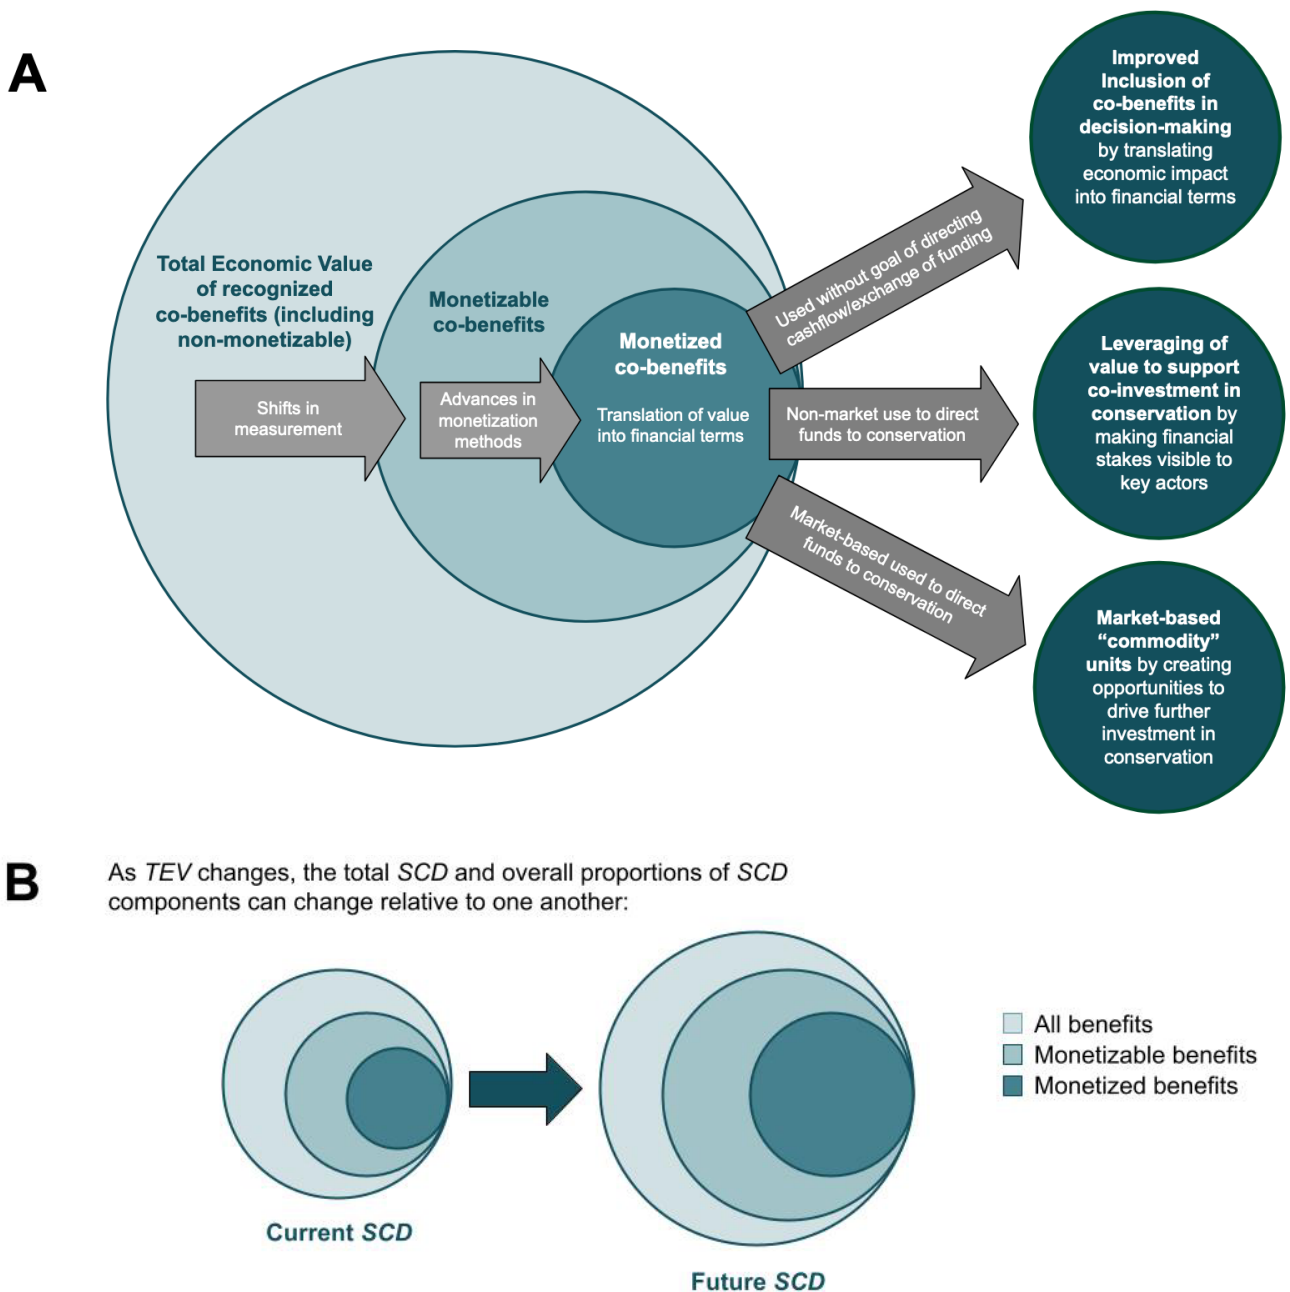 A
Total Economic Value
of recognized
co-benefits (including
non-monetizable)
Shifts in
measurement
Monetizable
co-benefits
Advances in
monetization
methods
Monetized
co-benefits
Translation of value
into financial terms
Used without goal of directing
cashflow/exchange of funding
Non-market use to direct
funds to conservation
Market-based used to direct
funds to conservation
Improved
Inclusion of
co-benefits in
decision-making
by translating
economic impact
into financial terms
Leveraging of
value to support
co-investment in
conservation by
making financial
stakes visible to
key actors
Market-based
“commodity”
units by creating
opportunities to
drive further
investment in
conservation
B
As TEV changes, the total SCD and overall proportions of SCD
components can change relative to one another:
Current SCD
Future SCD
All benefits
Monetizable benefits
Monetized benefits